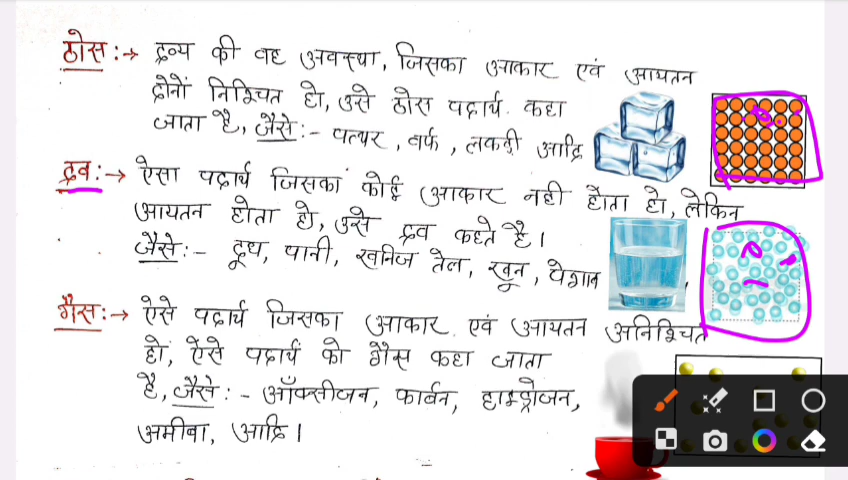 ठोस :→ द्रव्य की वह अवस्था, जिसका आकार एवं आयतन
दोनों निश्चित हो, उसे ठोस पदार्थ कहा
जाता है, जैसे :- पत्थर, बर्फ, लकड़ी आदि
द्रव :→ ऐसा पदार्थ जिसका कोई आकार नही होता हो, लेकिन
आयतन होता हो, उसे द्रव कहते है।
जैसे :- दूध, पानी, खनिज तेल, खून, पेशाब
गैस :→ ऐसे पदार्थ जिसका आकार एवं आयतन अनिश्चित
हो, ऐसे पदार्थ को गैस कहा जाता
है, जैसे :- ऑक्सीजन, कार्बन, हाइड्रोजन,
अमीबा, आदि।